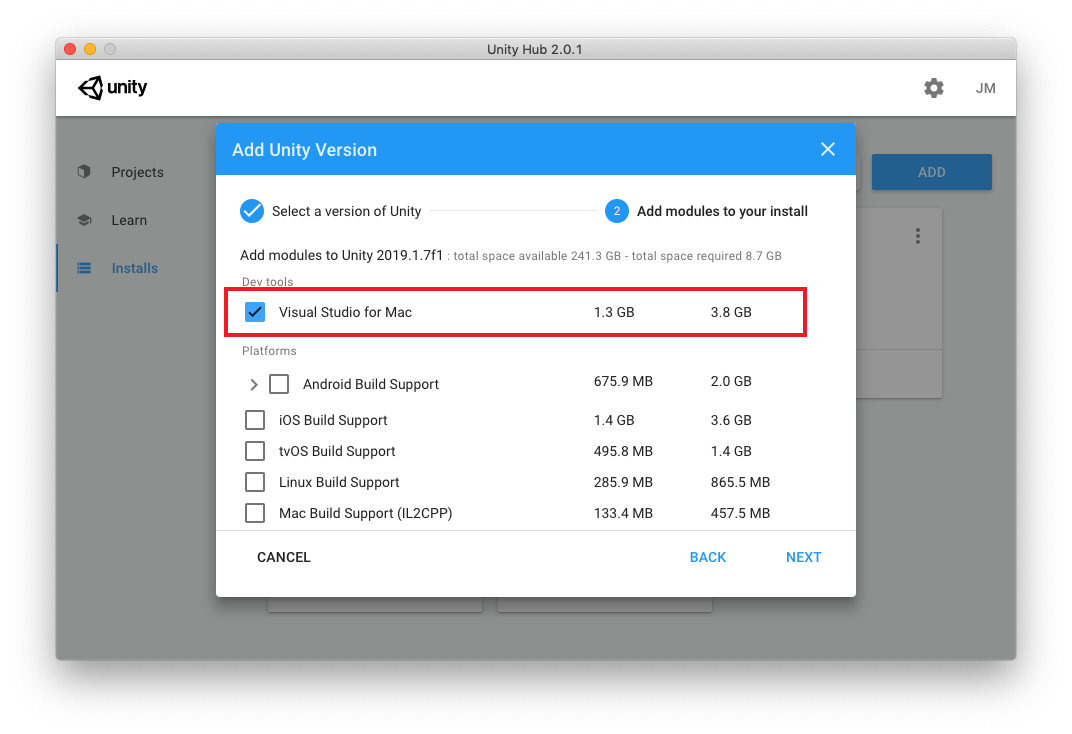 Unity Hub 2.0.1
unity
JM
Projects
Learn
Installs
ADD
Add Unity Version
Select a version of Unity
2 Add modules to your install
Add modules to Unity 2019.1.7f1 : total space available 241.3 GB - total space required 8.7 GB
Dev tools
Visual Studio for Mac 1.3 GB 3.8 GB
Platforms
Android Build Support 675.9 MB 2.0 GB
iOS Build Support 1.4 GB 3.6 GB
tvOS Build Support 495.8 MB 1.4 GB
Linux Build Support 285.9 MB 865.5 MB
Mac Build Support (IL2CPP) 133.4 MB 457.5 MB
CANCEL BACK NEXT